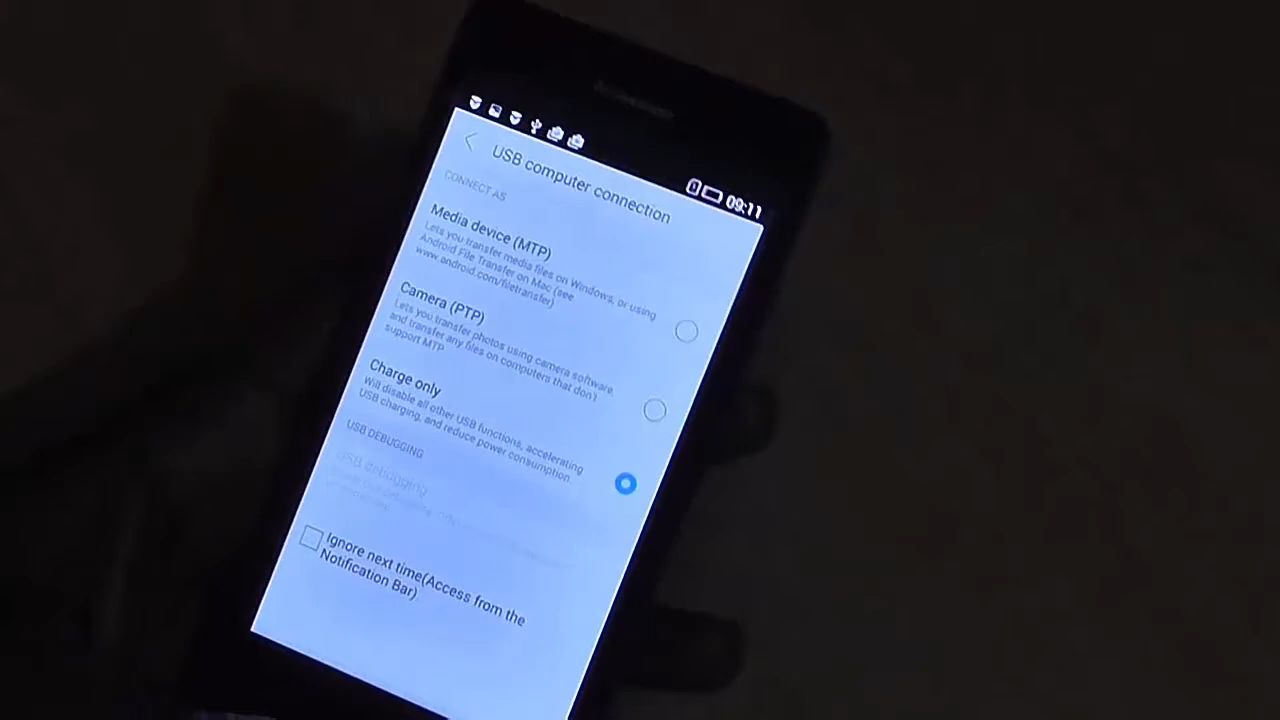 09:11
USB computer connection
CONNECT AS
Media device (MTP)
Lets you transfer media files on Windows, or using
Android File Transfer on Mac (see
www.android.com/filetransfer)
Camera (PTP)
Lets you transfer photos using camera software,
and transfer any files on computers that don't
support MTP
Charge only
Will disable all other USB functions, accelerating
USB charging, and reduce power consumption.
USB DEBUGGING
USB debugging
Ignore next time(Access from the
Notification Bar)